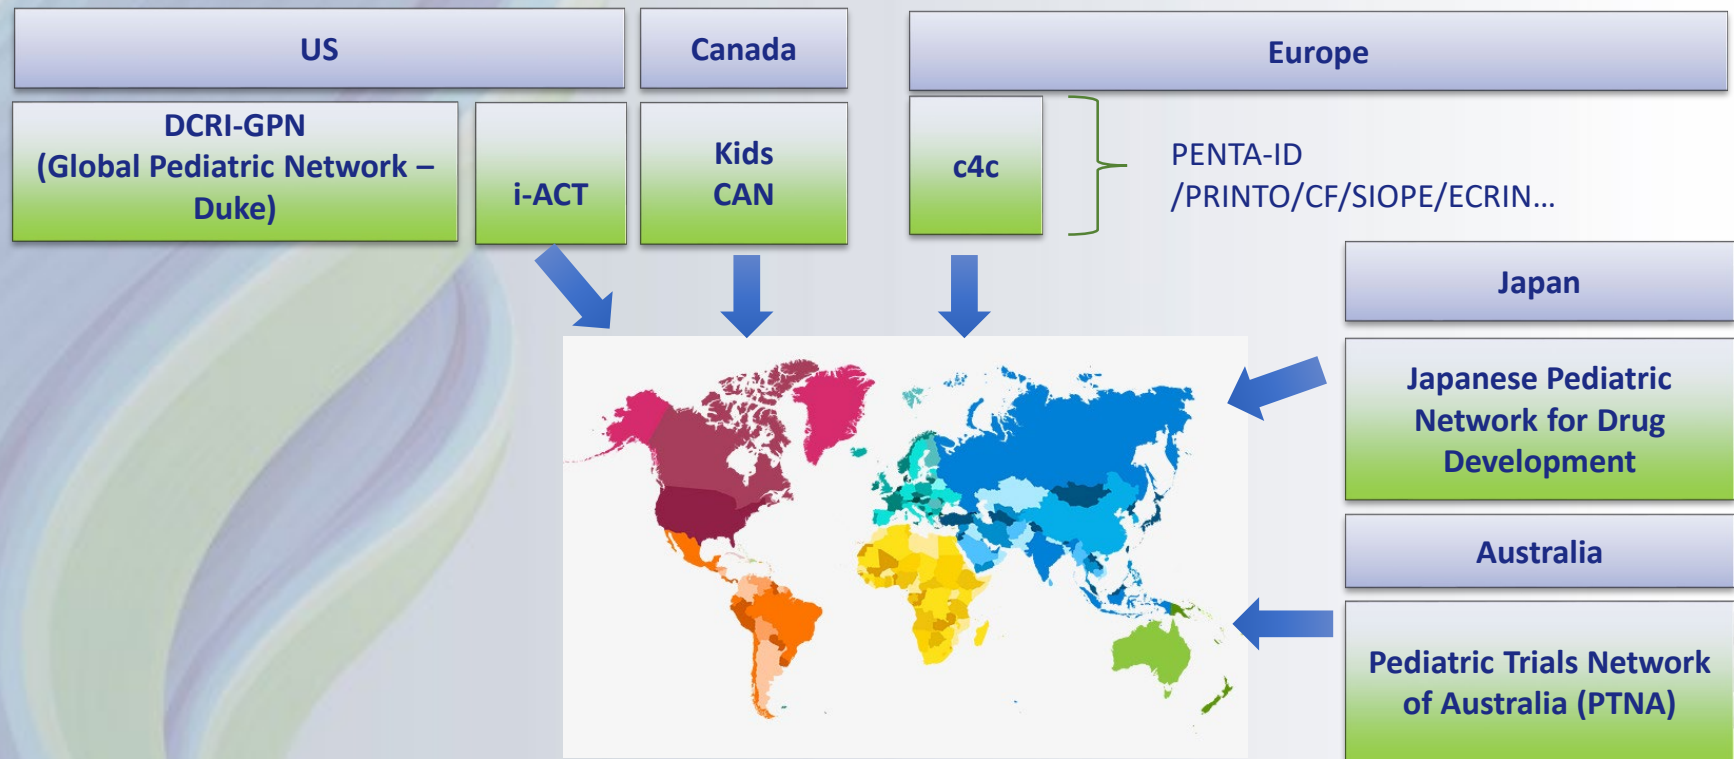 US
DCRI-GPN
(Global Pediatric Network –
Duke)
i-ACT
Canada
Kids
CAN
Europe
c4c
PENTA-ID
/PRINTO/CF/SIOPE/ECRIN...
Japan
Japanese Pediatric
Network for Drug
Development
Australia
Pediatric Trials Network
of Australia (PTNA)